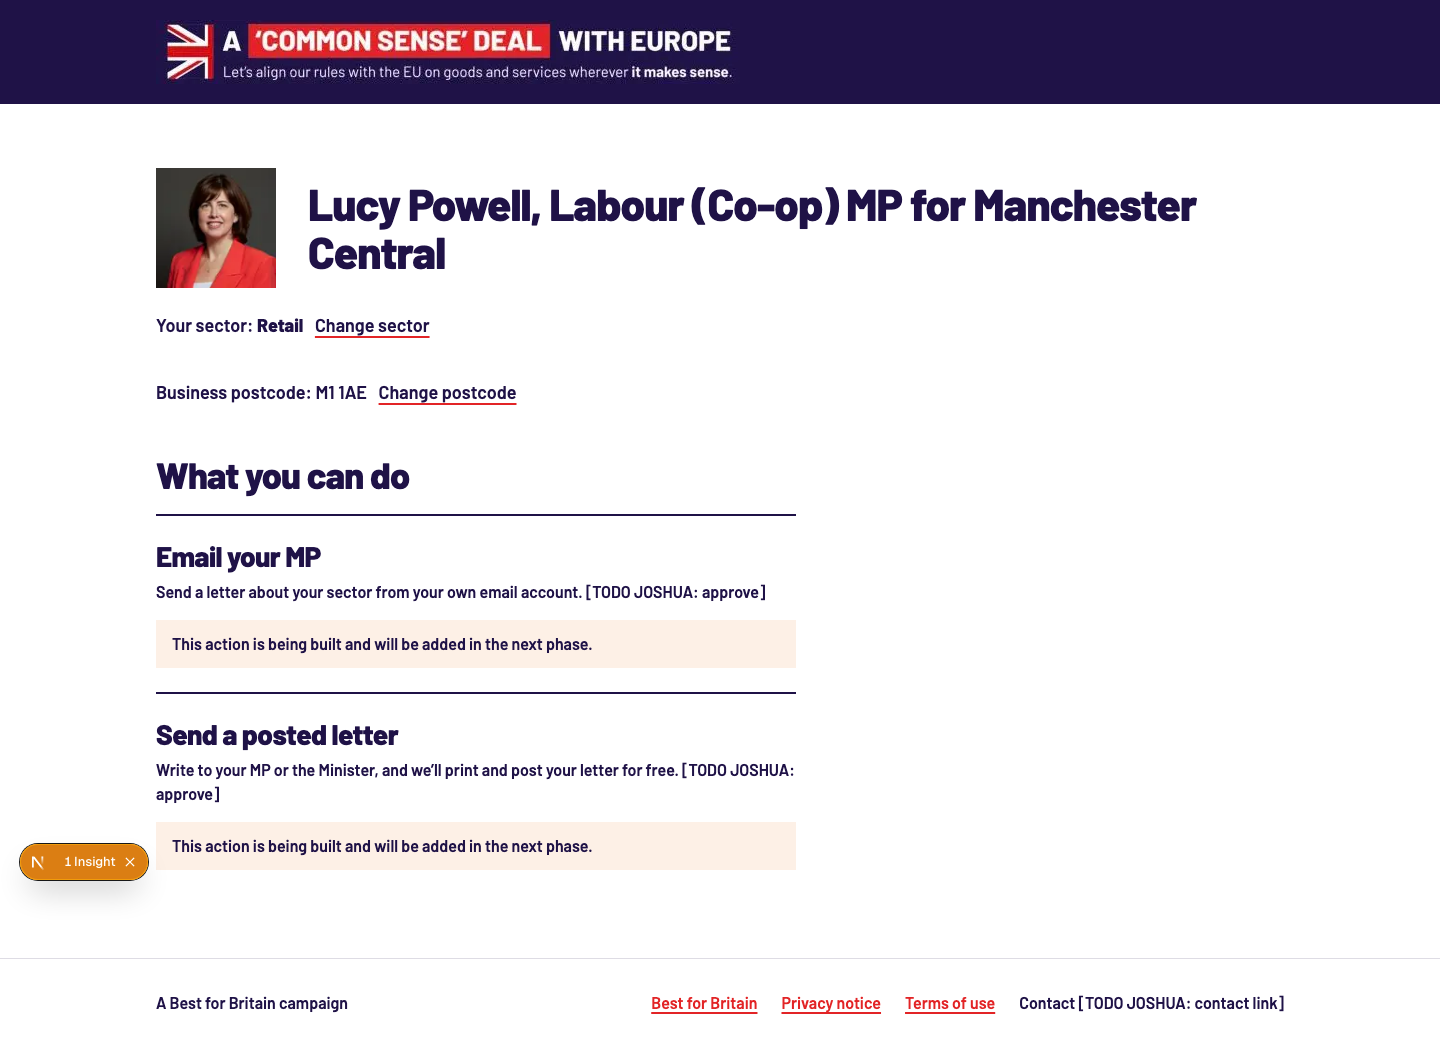 A ‘COMMON SENSE’ DEAL WITH EUROPE
Let’s align our rules with the EU on goods and services wherever it makes sense.
Lucy Powell, Labour (Co-op) MP for Manchester
Central
Your sector: Retail Change sector
Business postcode: M1 1AE Change postcode
What you can do
Email your MP
Send a letter about your sector from your own email account. [TODO JOSHUA: approve]
This action is being built and will be added in the next phase.
Send a posted letter
Write to your MP or the Minister, and we’ll print and post your letter for free. [TODO JOSHUA:
approve]
This action is being built and will be added in the next phase.
1 Insight
A Best for Britain campaign
Best for Britain Privacy notice Terms of use Contact [TODO JOSHUA: contact link]